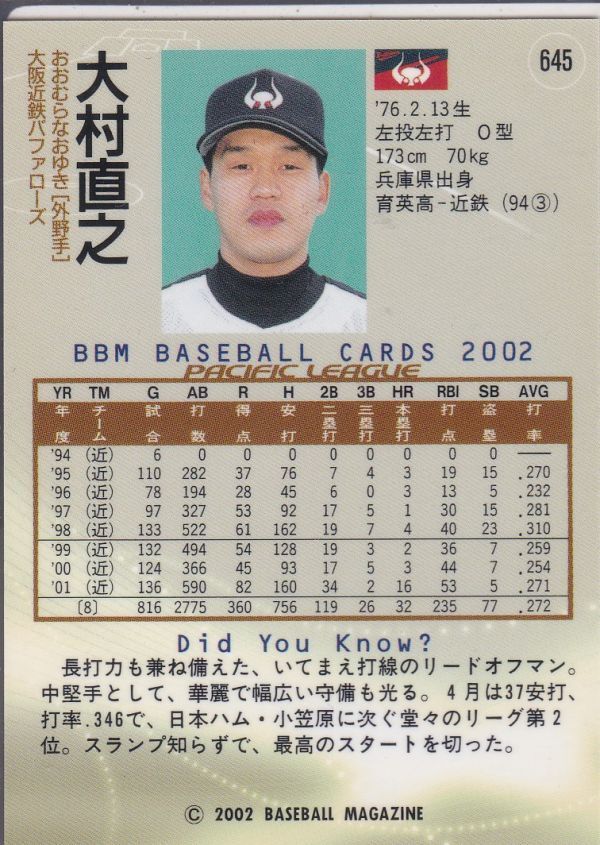 645
大村直之
おおむらなおゆき［外野手］
大阪近鉄バファローズ
'76.2.13生
左投左打　O型
173cm　70kg
兵庫県出身
育英高－近鉄（94③）
BBM BASEBALL CARDS 2002
PACIFIC LEAGUE
YR TM G AB R H 2B 3B HR RBI SB AVG
年度 チーム 試合 打数 得点 安打 二塁打 三塁打 本塁打 打点 盗塁 打率
'94 （近） 6 0 0 0 0 0 0 0 0 ──
'95 （近） 110 282 37 76 7 4 3 19 15 .270
'96 （近） 78 194 28 45 6 0 3 13 5 .232
'97 （近） 97 327 53 92 17 5 1 30 15 .281
'98 （近） 133 522 61 162 19 7 4 40 23 .310
'99 （近） 132 494 54 128 19 3 2 36 7 .259
'00 （近） 124 366 45 93 17 5 3 44 7 .254
'01 （近） 136 590 82 160 34 2 16 53 5 .271
〔8〕 816 2775 360 756 119 26 32 235 77 .272
Did You Know?
長打力も兼ね備えた、いてまえ打線のリードオフマン。
中堅手として、華麗で幅広い守備も光る。４月は37安打、
打率.346で、日本ハム・小笠原に次ぐ堂々のリーグ第２
位。スランプ知らずで、最高のスタートを切った。
© 2002 BASEBALL MAGAZINE